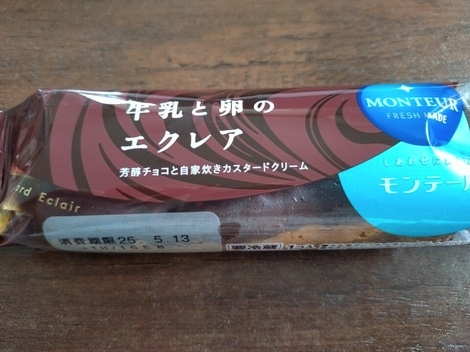 牛乳と卵の
エクレア
芳醇チョコと自家炊きカスタードクリーム
MONTEUR
FRESH MADE
モンテール
Eclair
消費期限25.5.13